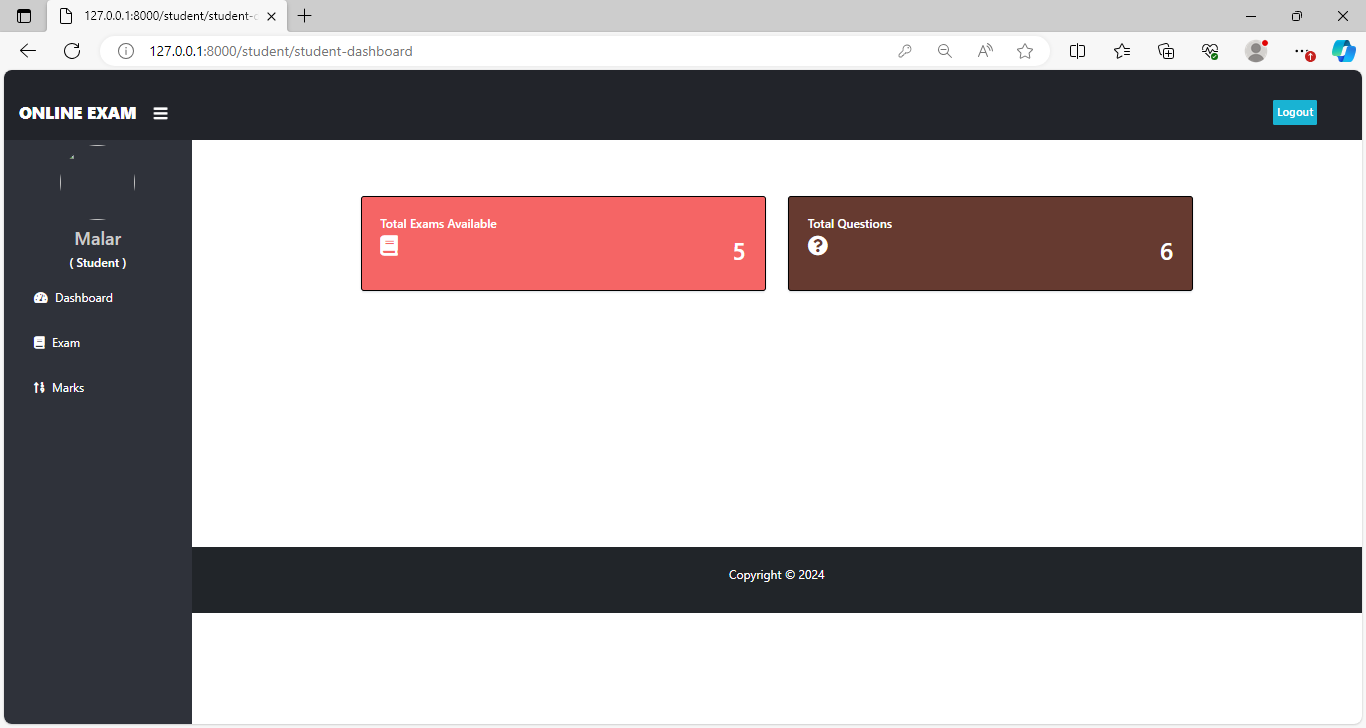 127.0.0.1:8000/student/student-d
127.0.0.1:8000/student/student-dashboard
ONLINE EXAM
Logout
Malar
( Student )
Dashboard
Exam
Marks
Total Exams Available
5
Total Questions
6
Copyright © 2024